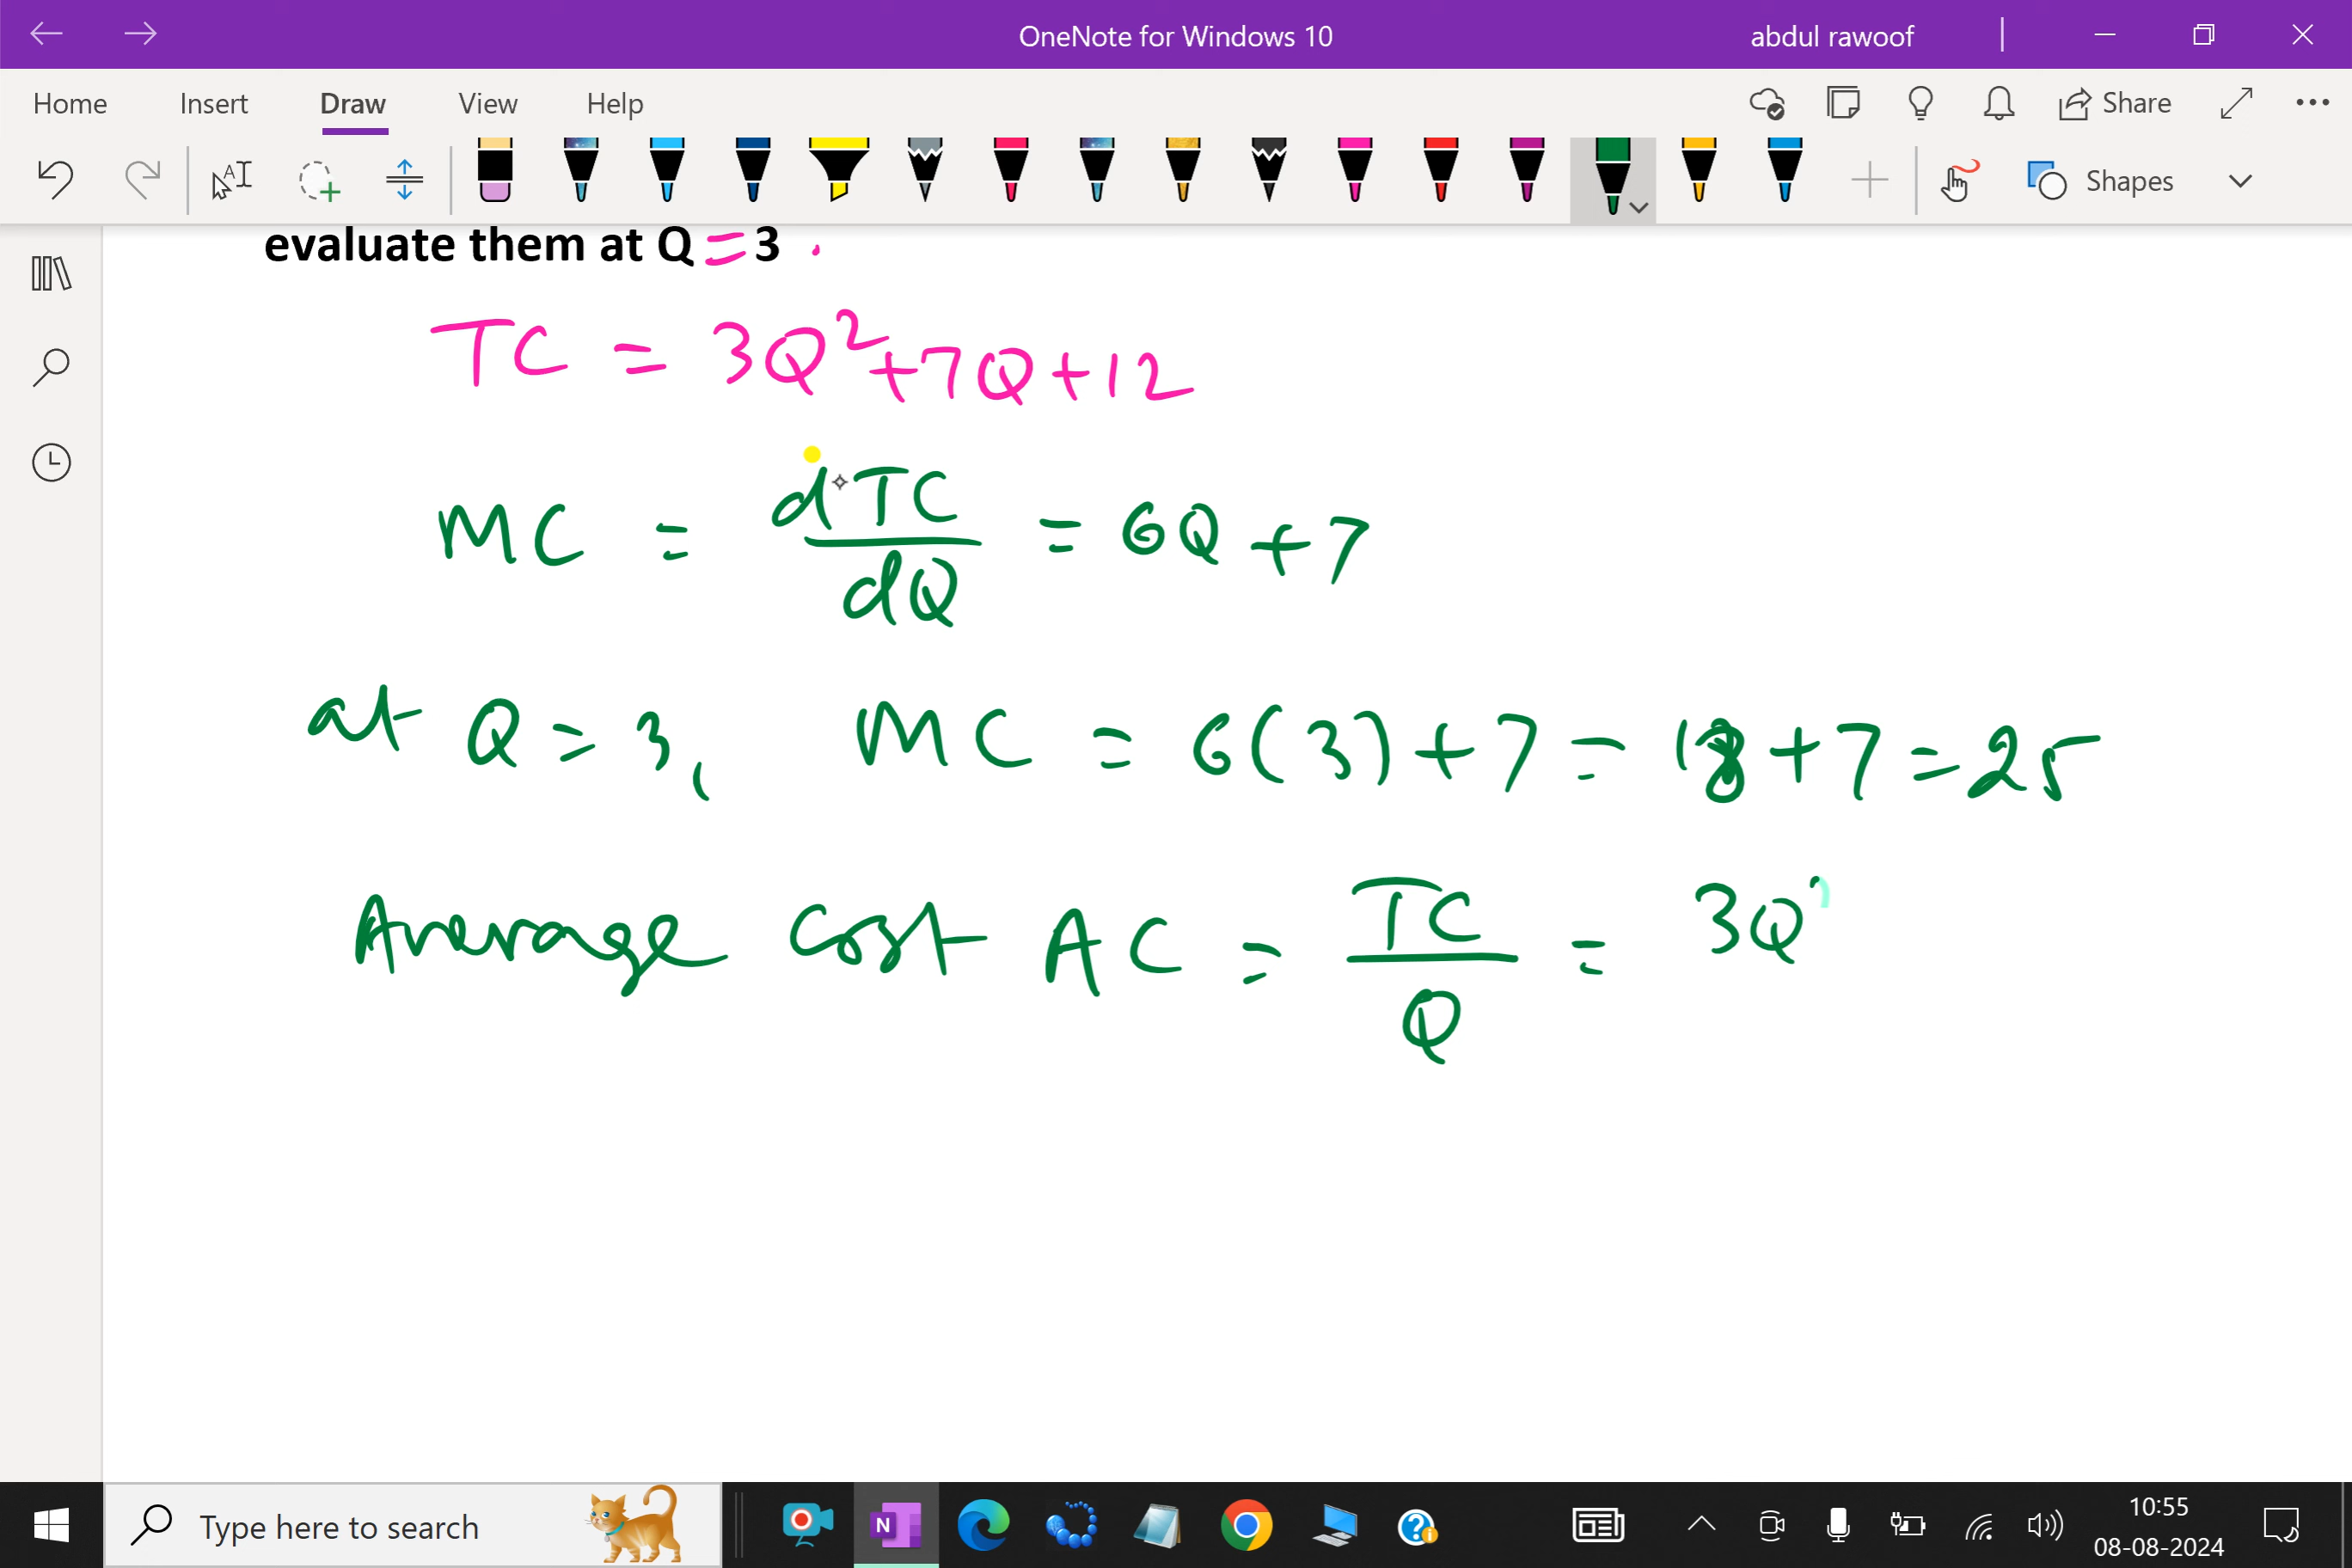 OneNote for Windows 10
abdul rawoof
Home Insert Draw View Help
Share
Shapes
evaluate them at Q = 3 .
TC = 3Q² + 7Q + 12
MC = dTC/dQ = 6Q + 7
at Q = 3, MC = 6(3) + 7 = 18 + 7 = 25
Average Cost AC = TC/Q = 3Q
Type here to search
10:55
08-08-2024